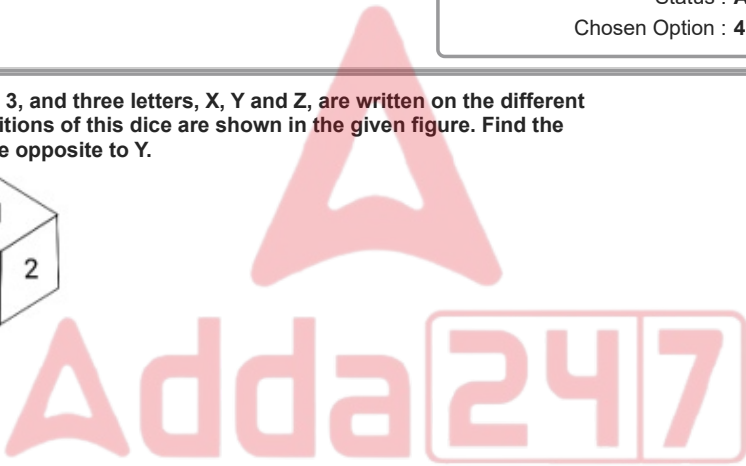 Chosen Option : 4
3, and three letters, X, Y and Z, are written on the different
itions of this dice are shown in the given figure. Find the
e opposite to Y.
2
Adda247